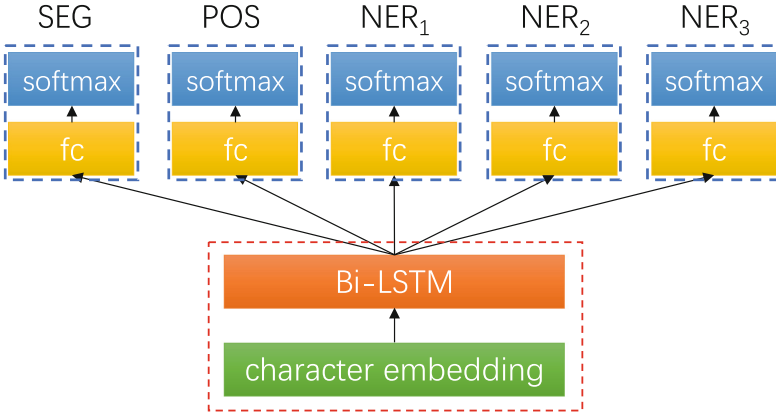 SEG POS NER₁ NER₂ NER₃
softmax softmax softmax softmax softmax
fc fc fc fc fc
Bi-LSTM
character embedding